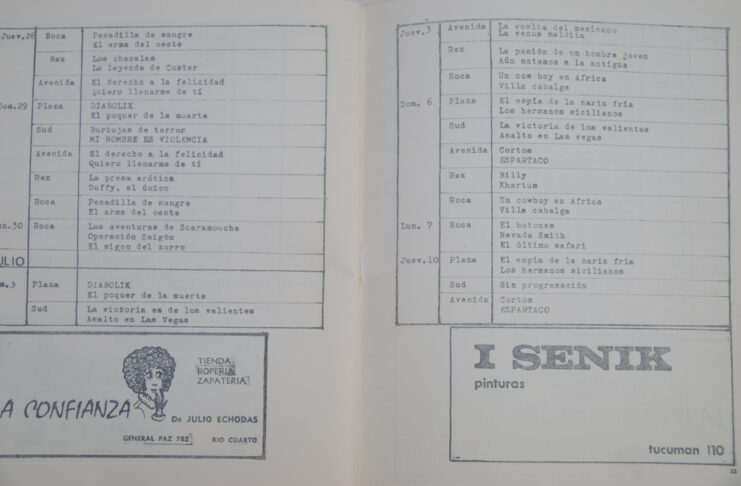 Juev.26 Roca Pesadilla de sangre
El arma del oeste
Rex Los chacales
La leyenda de Custer
Avenida El derecho a la felicidad
Quiero llenarme de tí
Dom.29 Plaza DIABOLIK
El poquer de la muerte
Sud Burbujas de terror
MI NOMBRE ES VIOLENCIA
Avenida El derecho a la felicidad
Quiero llenarme de tí
Rex La presa erótica
Duffy, el único
Roca Pesadilla de sangre
El arma del oeste
un.30 Roca Las aventuras de Scaramouche
Operación Saigón
El signo del zorro
ULIO
m.3 Plaza DIABOLIK
El poquer de la muerte
Sud La victoria es de los valientes
Asalto en Las Vegas
TIENDA
ROPERIA
ZAPATERIA
A CONFIANZA
De JULIO ECHODAS
GENERAL PAZ 782 RIO CUARTO
Juev.3 Avenida La vuelta del mexicano
La venus maldita
Rex La pasión de un hombre joven
Aún matamos a la antigua
Roca Un cow boy en Africa
Villa cabalga
Dom. 6 Plaza El espía de la nariz fría
Los hermanos sicilianos
Sud La victoria de los valientes
Asalto en Las Vegas
Avenida Cortos
ESPARTACO
Rex Billy
Khartum
Roca Un cowboy en Africa
Villa cabalga
Lun. 7 Roca El botones
Nevada Smith
El último safari
Juev.10 Plaza El espía de la nariz fría
Los hermanos sicilianos
Sud Sin programación
Avenida Cortos
ESPARTACO
I SENIK
pinturas
tucuman 110